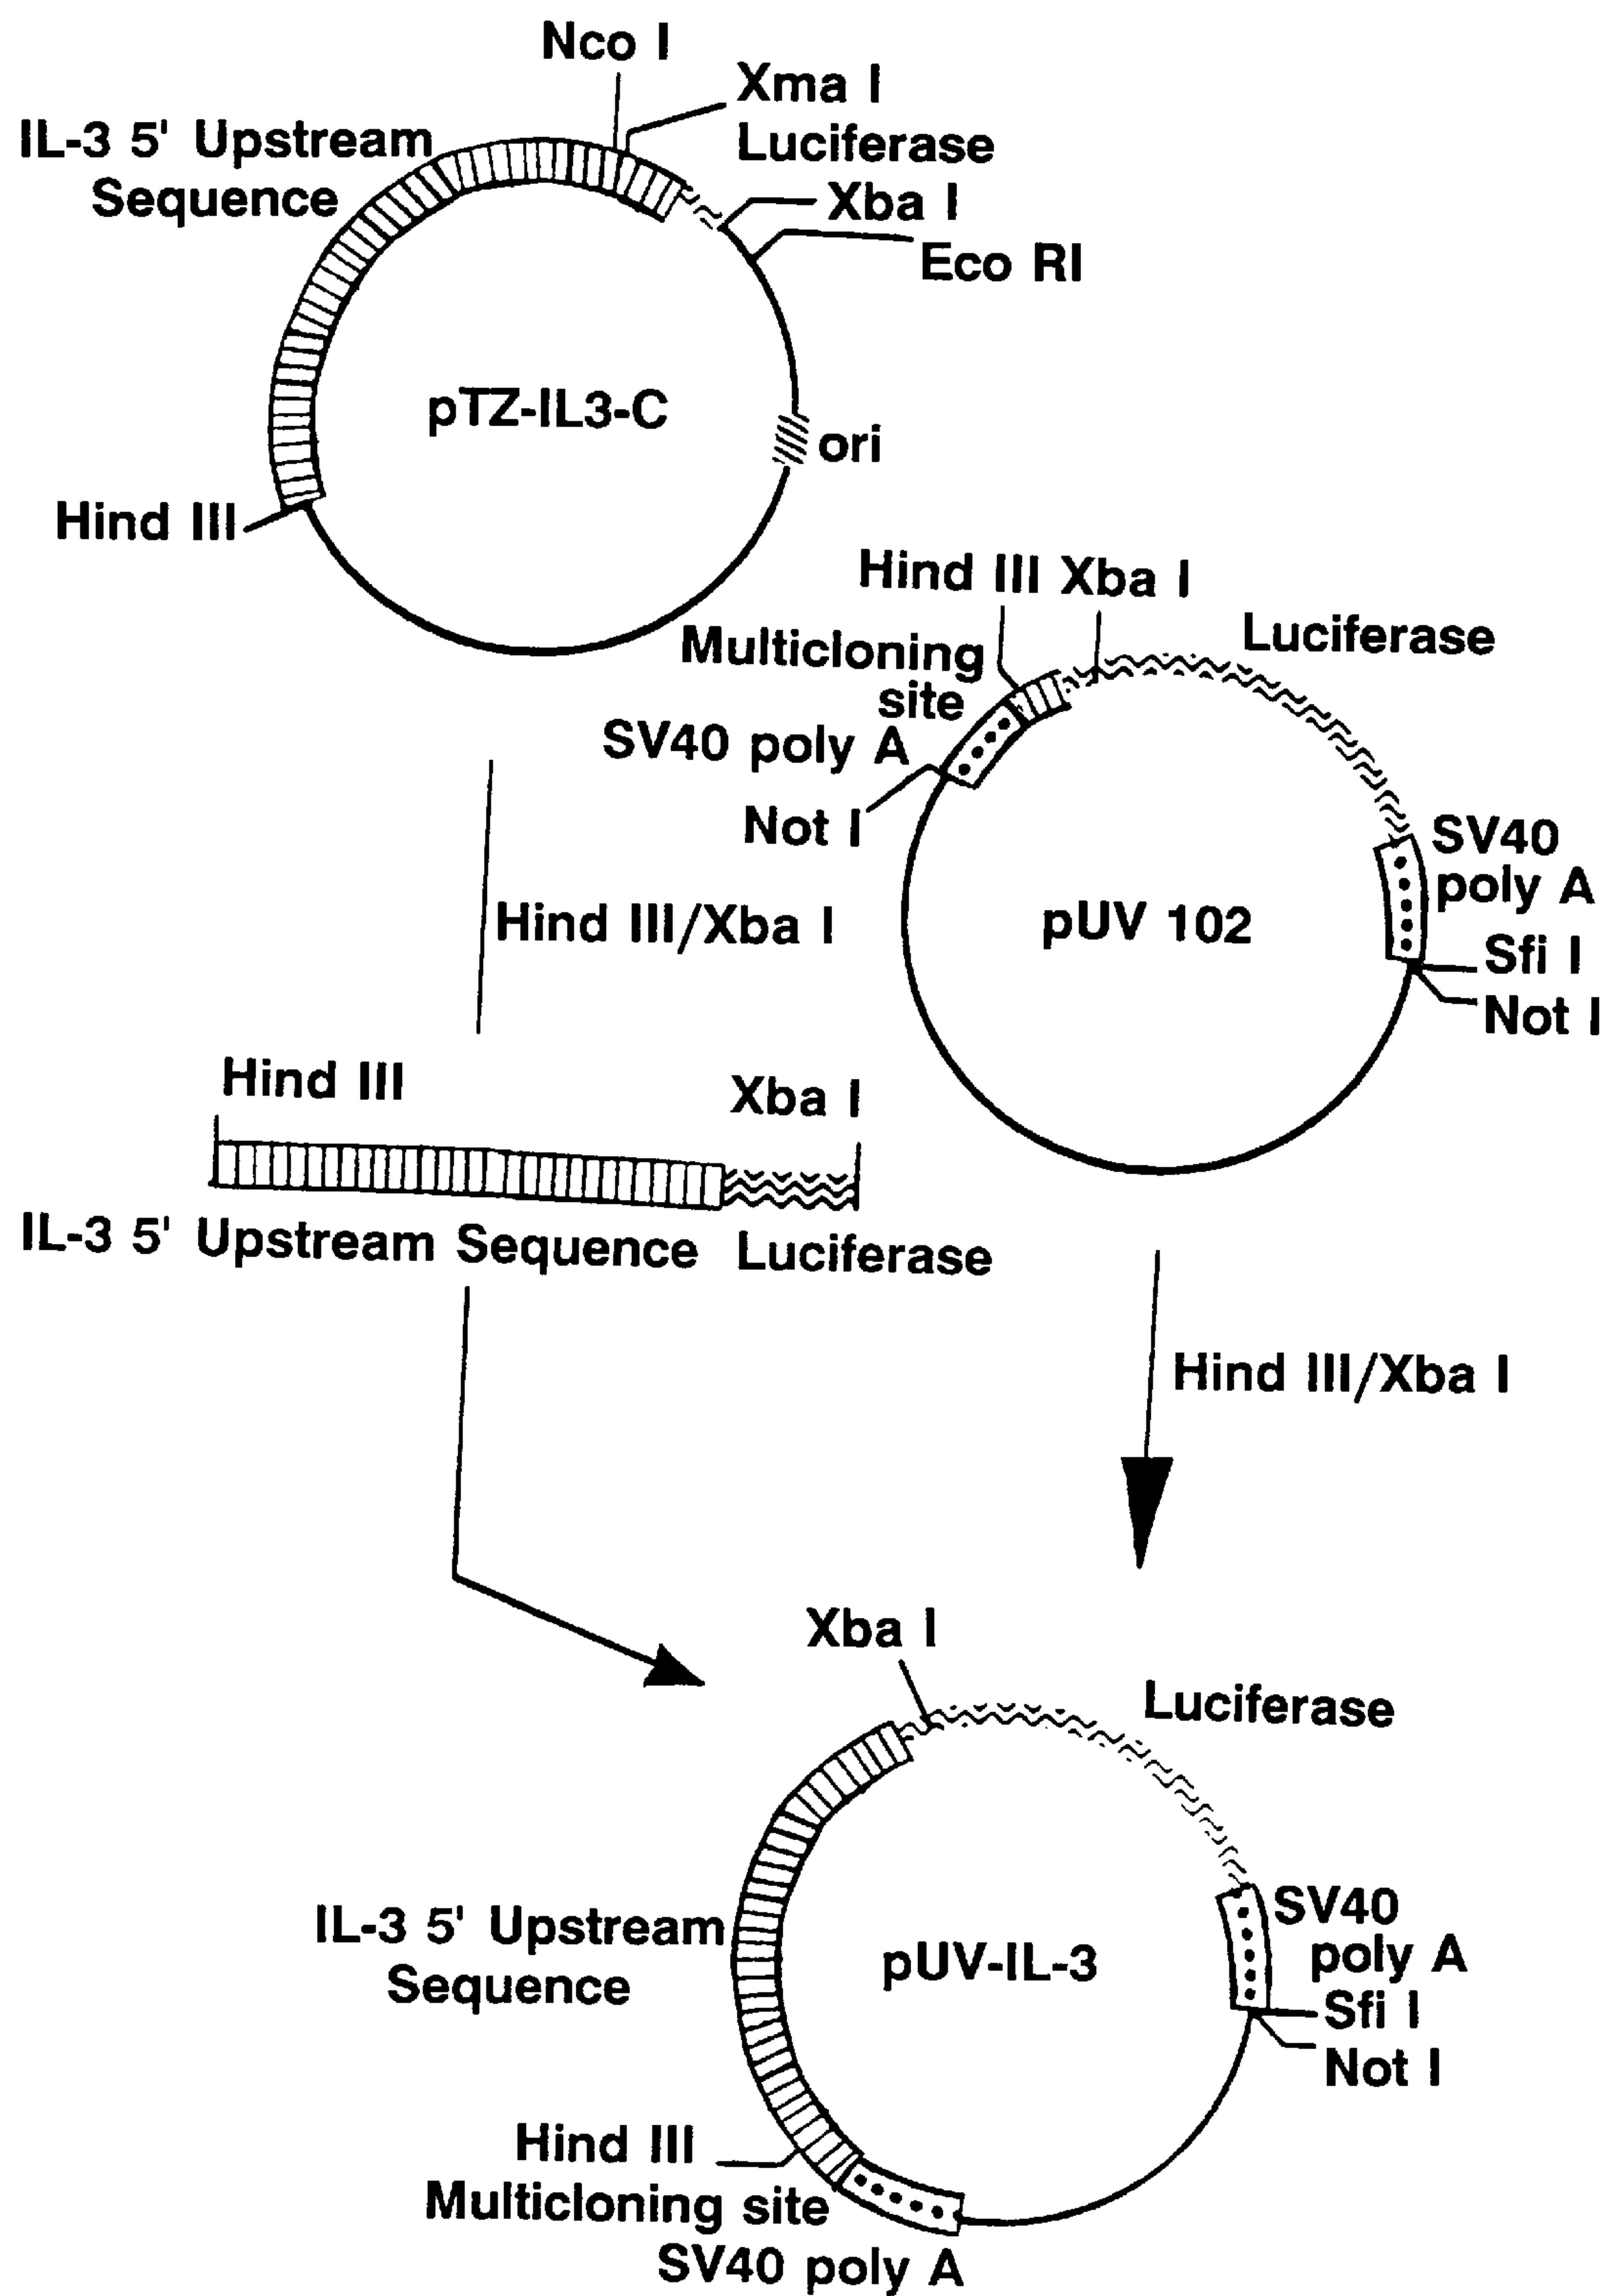 Nco I
Xma I
IL-3 5' Upstream
Sequence
Luciferase
Xba I
Eco RI
pTZ-IL3-C
ori
Hind III
Hind III Xba I
Luciferase
Multicloning
site
SV40 poly A
Not I
SV40
poly A
pUV 102
Sfi I
Not I
Hind III/Xba I
Hind III
Xba I
IL-3 5' Upstream Sequence Luciferase
Hind III/Xba I
Xba I
Luciferase
IL-3 5' Upstream
Sequence
pUV-IL-3
SV40
poly A
Sfi I
Not I
Hind III
Multicloning site
SV40 poly A